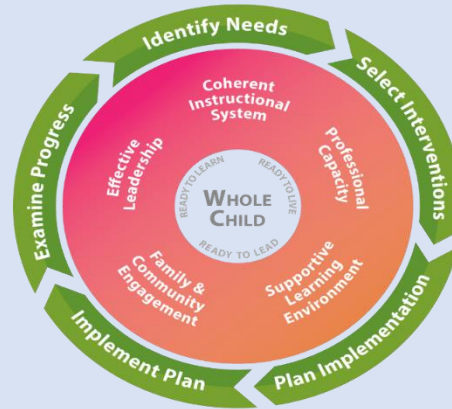 Identify Needs
Select Interventions
Plan Implementation
Implement Plan
Examine Progress
Coherent
Instructional
System
Professional
Capacity
Supportive
Learning
Environment
Family &
Community
Engagement
Effective
Leadership
READY TO LEARN
READY TO LIVE
READY TO LEAD
WHOLE
CHILD